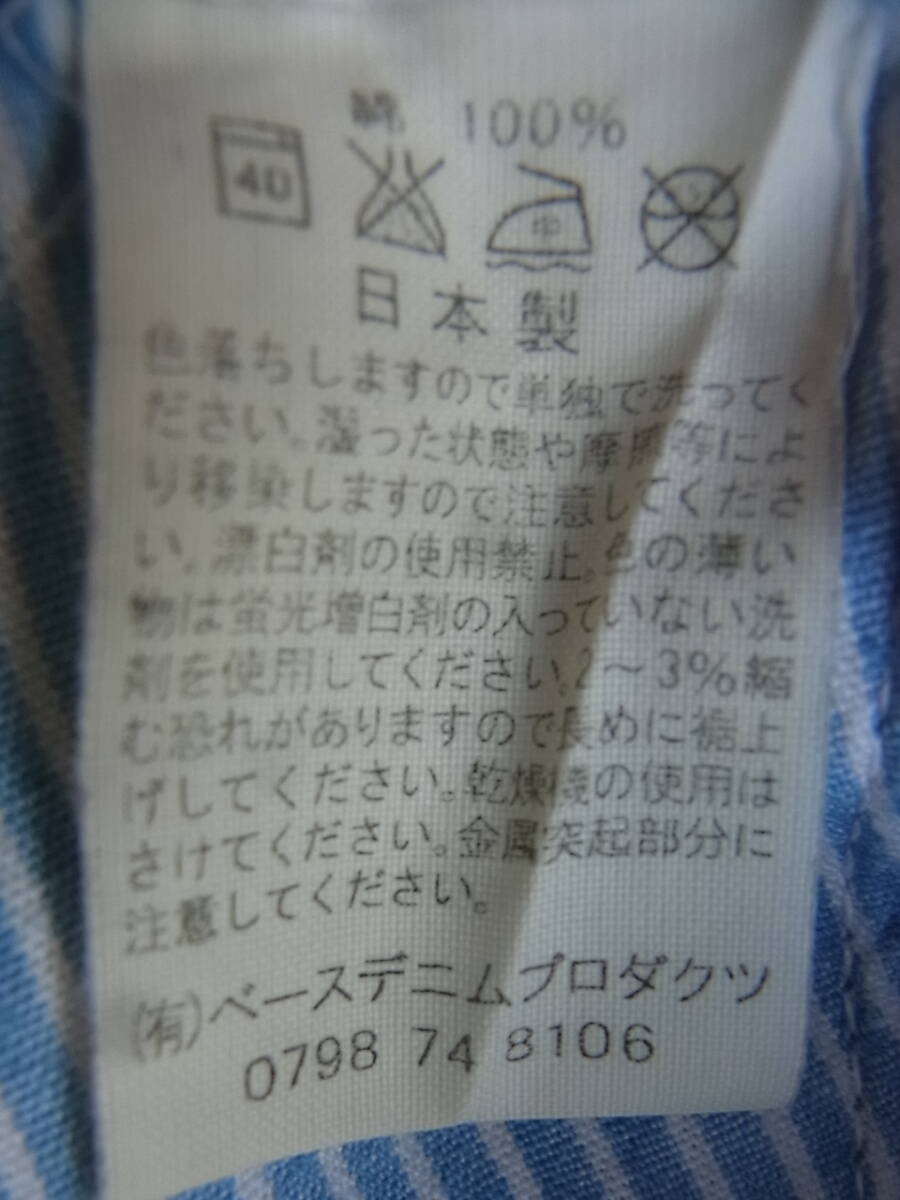 綿 100%
40 中
日本製
色落ちしますので単独で洗ってく
ださい。湿った状態や摩擦等によ
り移染しますので注意してくださ
い。漂白剤の使用禁止。色の薄い
物は蛍光増白剤の入っていない洗
剤を使用してください。2～3%縮
む恐れがありますので長めに裾上
げしてください。乾燥機の使用は
さけてください。金属突起部分に
注意してください。
(有)ベースデニムプロダクツ
0798 74 8106